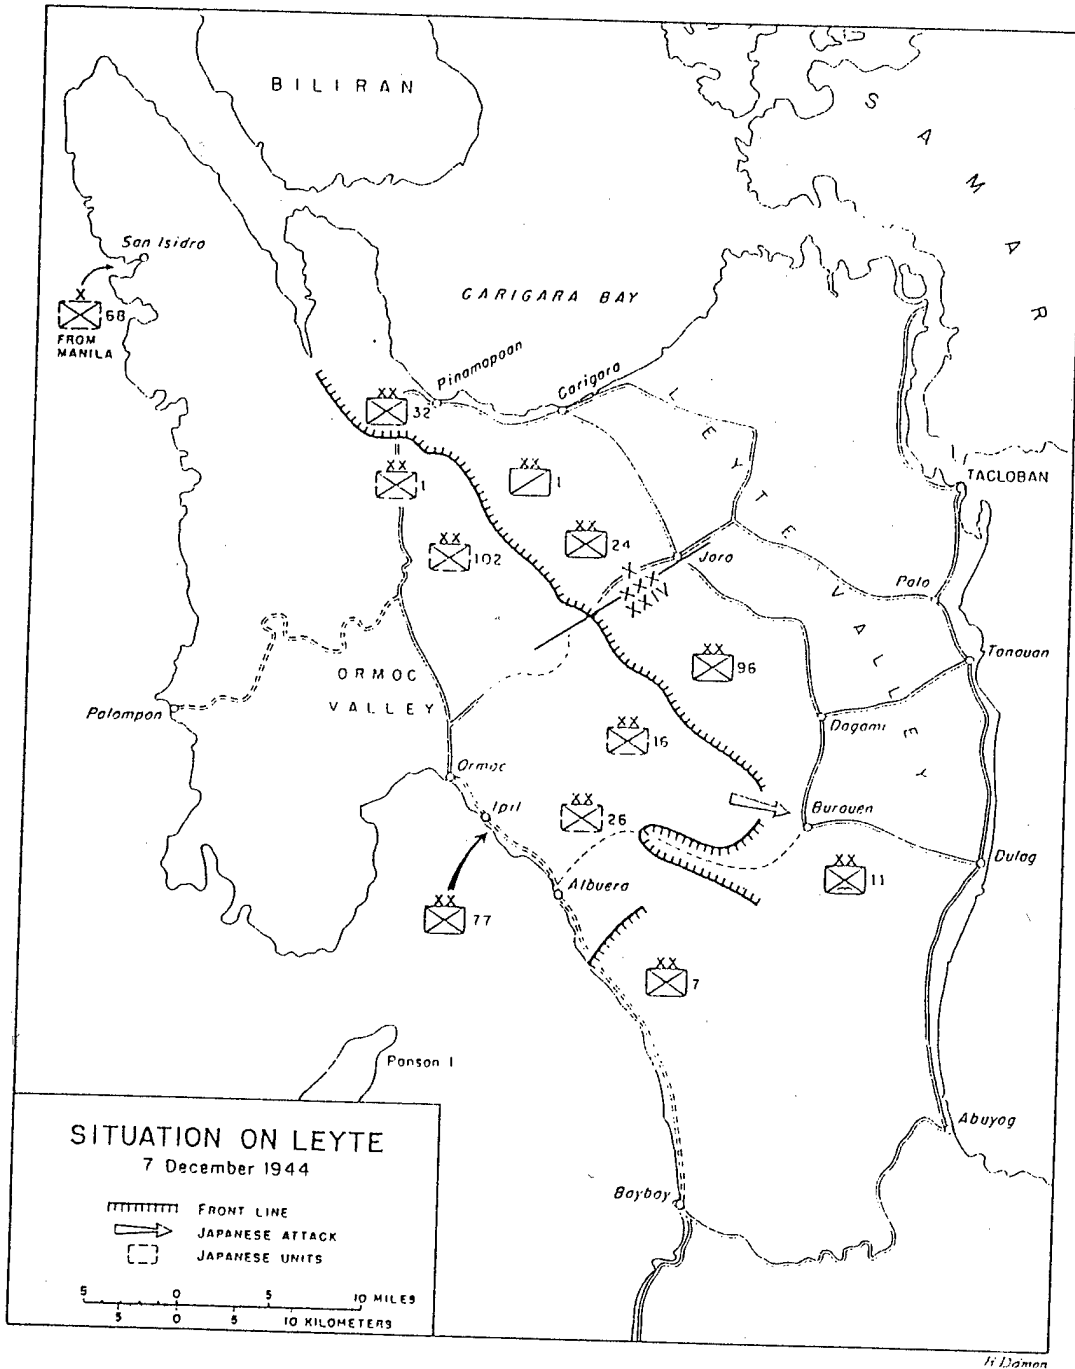 BILIRAN
SAMAR
San Isidro
X
68
FROM
MANILA
CARIGARA BAY
Pinamapoan
Carigara
XX
32
XX
1
XX
1
LEYTE VALLEY
TACLOBAN
XX
102
XX
24
Jaro
XXX
XXIV
Palo
XX
96
Tanauan
ORMOC
VALLEY
Palompon
XX
16
Dagami
Ormoc
Ipil
XX
26
Burauen
XX
11
Dulag
Albuera
XX
77
XX
7
Ponson I
Abuyog
Baybay
SITUATION ON LEYTE
7 December 1944
FRONT LINE
JAPANESE ATTACK
JAPANESE UNITS
5 0 5 10 MILES
5 0 5 10 KILOMETERS
H Damon